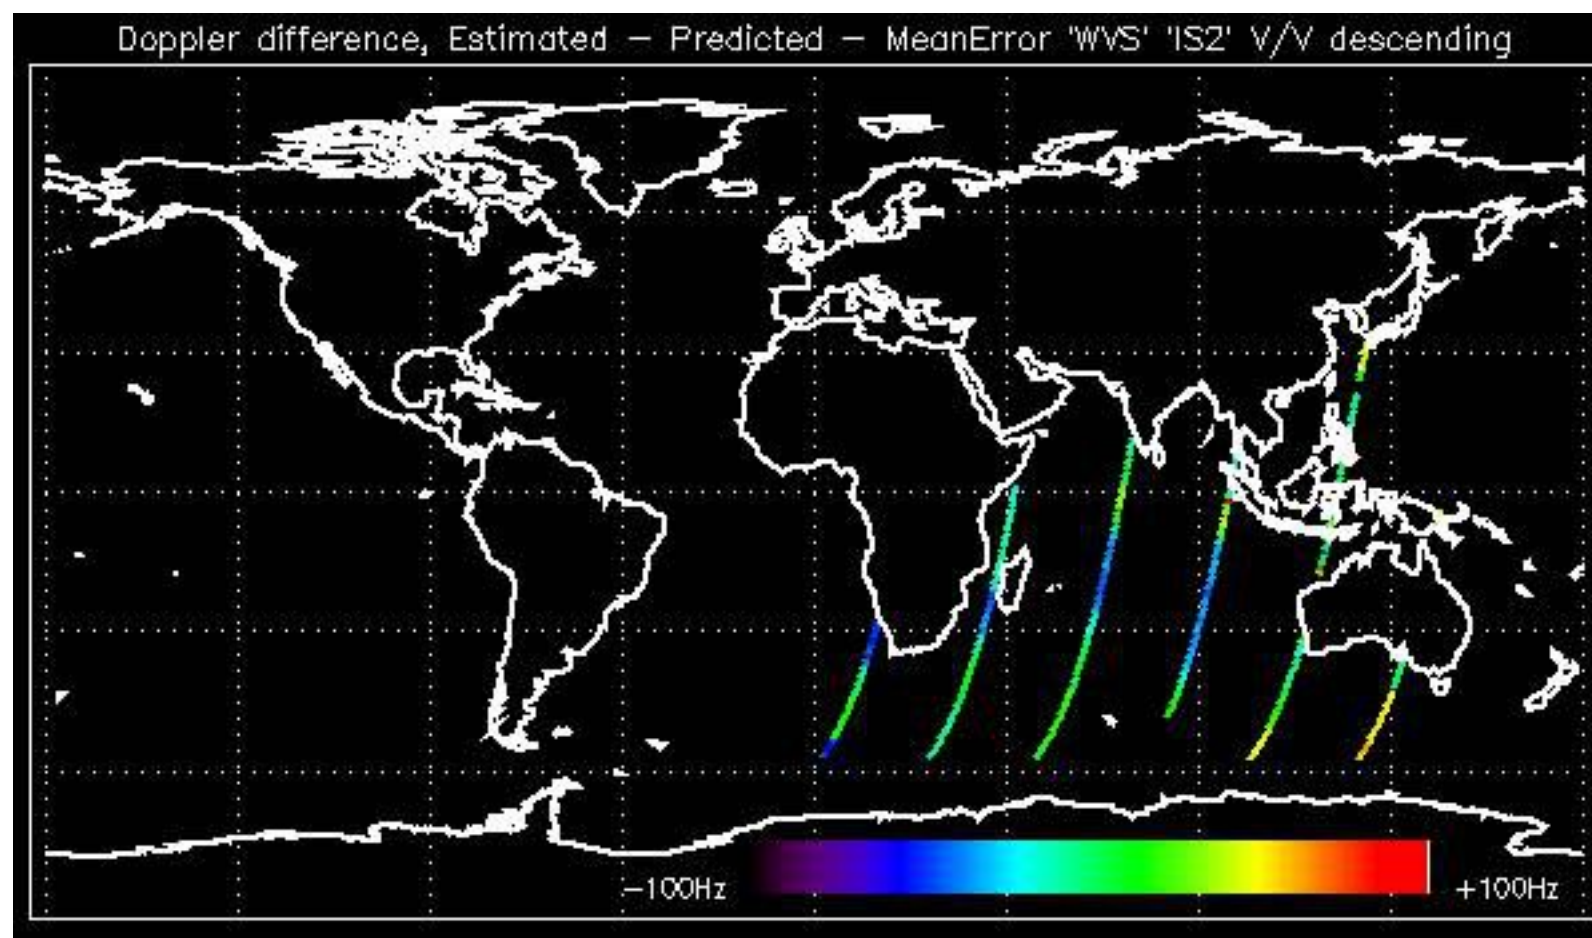 Doppler difference, Estimated – Predicted – MeanError 'WVS' 'IS2' V/V descending
–100Hz
+100Hz